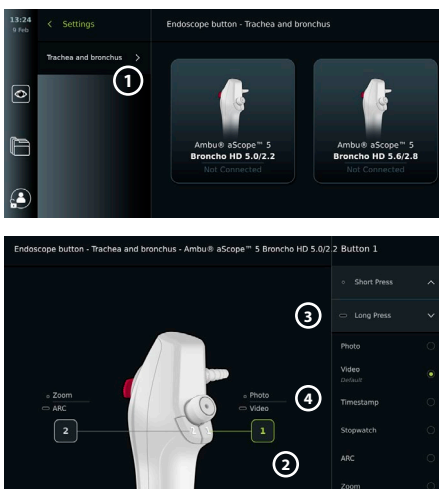 13:24
9 Feb
Settings
Endoscope button - Trachea and bronchus
Trachea and bronchus
1
Ambu® aScope™ 5
Broncho HD 5.0/2.2
Not Connected
Ambu® aScope™ 5
Broncho HD 5.6/2.8
Not Connected
Endoscope button - Trachea and bronchus - Ambu® aScope™ 5 Broncho HD 5.0/2.2
Button 1
Short Press
3
Long Press
Photo
Video
Default
4
Zoom
ARC
Photo
Video
Timestamp
2
1
1
Stopwatch
2
ARC
Zoom